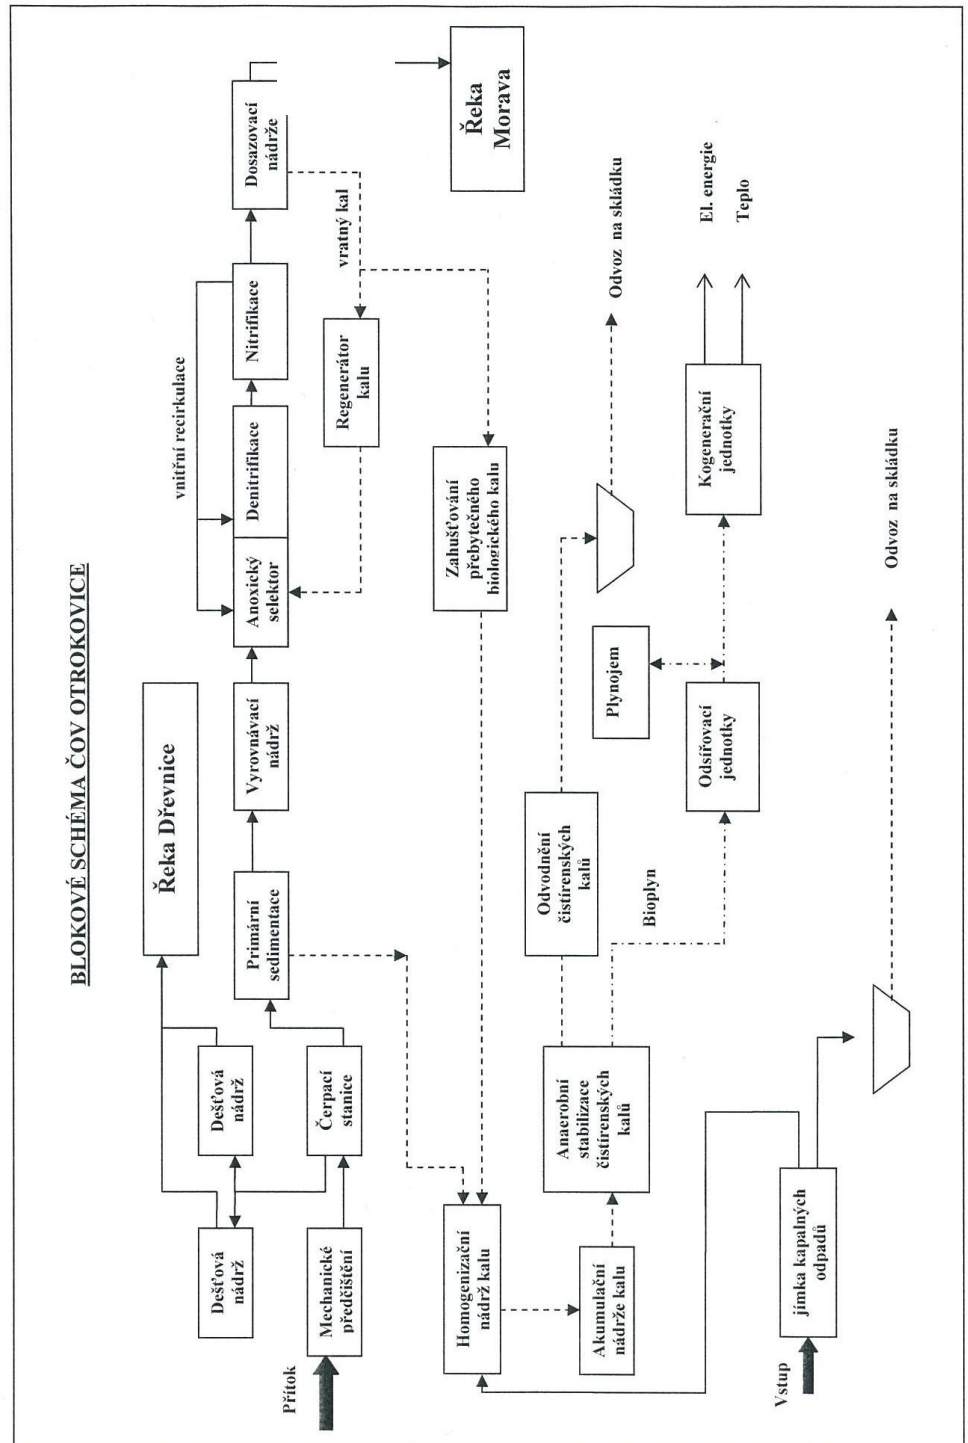 BLOKOVÉ SCHÉMA ČOV OTROKOVICE
Řeka Dřevnice
vnitřní recirkulace
Dešťová
nádrž
Dešťová
nádrž
Přítok
Mechanické
předčištění
Čerpací
stanice
Primární
sedimentace
Vyrovnávací
nádrž
Anoxický
selektor
Denitrifikace
Nitrifikace
Dosazovací
nádrže
vratný kal
Regenerátor
kalu
Řeka
Morava
Homogenizační
nádrž kalu
Zahušťování
přebytečného
biologického kalu
Akumulační
nádrže kalu
Anaerobní
stabilizace
čistírenských
kalů
Odvodnění
čistírenských
kalů
Odvoz na skládku
Bioplyn
Plynojem
Odsířovací
jednotky
Kogenerační
jednotky
El. energie
Teplo
Vstup
jímka kapalných
odpadů
Odvoz na skládku